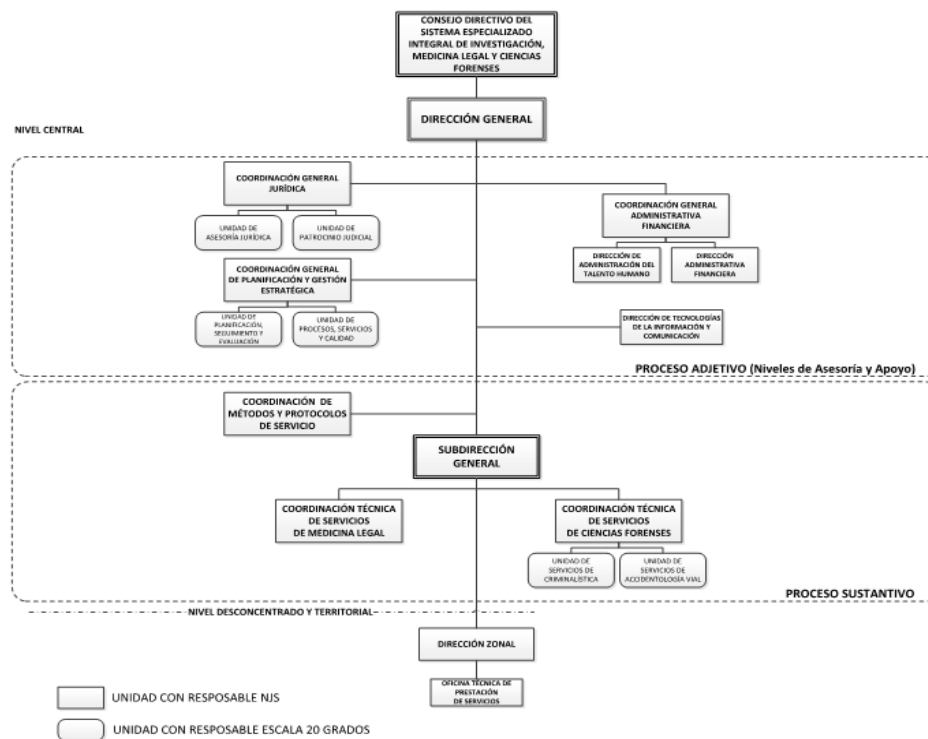 CONSEJO DIRECTIVO DEL
SISTEMA ESPECIALIZADO
INTEGRAL DE INVESTIGACIÓN,
MEDICINA LEGAL Y CIENCIAS
FORENSES
DIRECCIÓN GENERAL
NIVEL CENTRAL
COORDINACIÓN GENERAL
JURÍDICA
UNIDAD DE
ASESORÍA JURÍDICA
UNIDAD DE
PATROCINIO JUDICIAL
COORDINACIÓN GENERAL
ADMINISTRATIVA
FINANCIERA
DIRECCIÓN DE
ADMINISTRACIÓN DEL
TALENTO HUMANO
DIRECCIÓN
ADMINISTRATIVA
FINANCIERA
COORDINACIÓN GENERAL
DE PLANIFICACIÓN Y GESTIÓN
ESTRATÉGICA
UNIDAD DE
PLANIFICACIÓN,
SEGUIMIENTO Y
EVALUACIÓN
UNIDAD DE
PROCESOS, SERVICIOS
Y CALIDAD
DIRECCIÓN DE TECNOLOGÍAS
DE LA INFORMACIÓN Y
COMUNICACIÓN
PROCESO ADJETIVO (Niveles de Asesoría y Apoyo)
COORDINACIÓN DE
MÉTODOS Y PROTOCOLOS
DE SERVICIO
SUBDIRECCIÓN
GENERAL
COORDINACIÓN TÉCNICA
DE SERVICIOS
DE MEDICINA LEGAL
COORDINACIÓN TÉCNICA
DE SERVICIOS
DE CIENCIAS FORENSES
UNIDAD DE
SERVICIOS DE
CRIMINALÍSTICA
UNIDAD DE
SERVICIOS DE
ACCIDENTOLOGÍA VIAL
PROCESO SUSTANTIVO
NIVEL DESCONCENTRADO Y TERRITORIAL
DIRECCIÓN ZONAL
OFICINA TÉCNICA DE
PRESTACIÓN
DE SERVICIOS
UNIDAD CON RESPOSABLE NJS
UNIDAD CON RESPOSABLE ESCALA 20 GRADOS